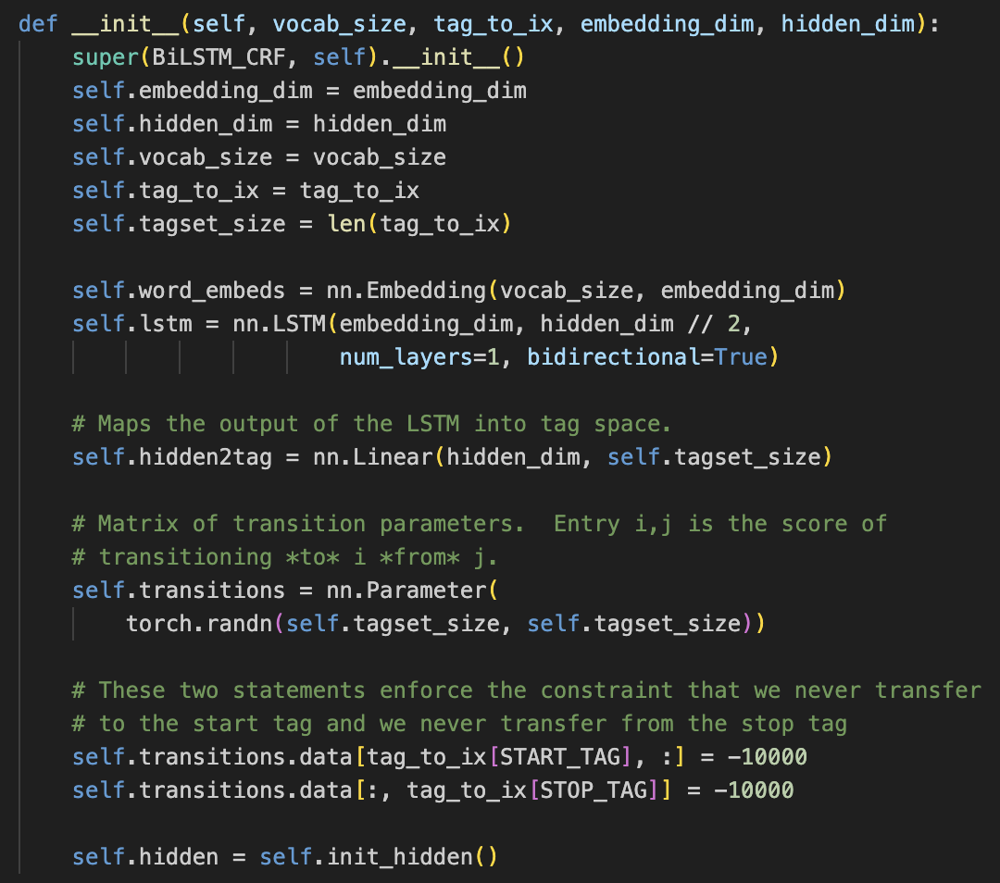 def __init__(self, vocab_size, tag_to_ix, embedding_dim, hidden_dim):
    super(BiLSTM_CRF, self).__init__()
    self.embedding_dim = embedding_dim
    self.hidden_dim = hidden_dim
    self.vocab_size = vocab_size
    self.tag_to_ix = tag_to_ix
    self.tagset_size = len(tag_to_ix)

    self.word_embeds = nn.Embedding(vocab_size, embedding_dim)
    self.lstm = nn.LSTM(embedding_dim, hidden_dim // 2,
                        num_layers=1, bidirectional=True)

    # Maps the output of the LSTM into tag space.
    self.hidden2tag = nn.Linear(hidden_dim, self.tagset_size)

    # Matrix of transition parameters.  Entry i,j is the score of
    # transitioning *to* i *from* j.
    self.transitions = nn.Parameter(
        torch.randn(self.tagset_size, self.tagset_size))

    # These two statements enforce the constraint that we never transfer
    # to the start tag and we never transfer from the stop tag
    self.transitions.data[tag_to_ix[START_TAG], :] = -10000
    self.transitions.data[:, tag_to_ix[STOP_TAG]] = -10000

    self.hidden = self.init_hidden()